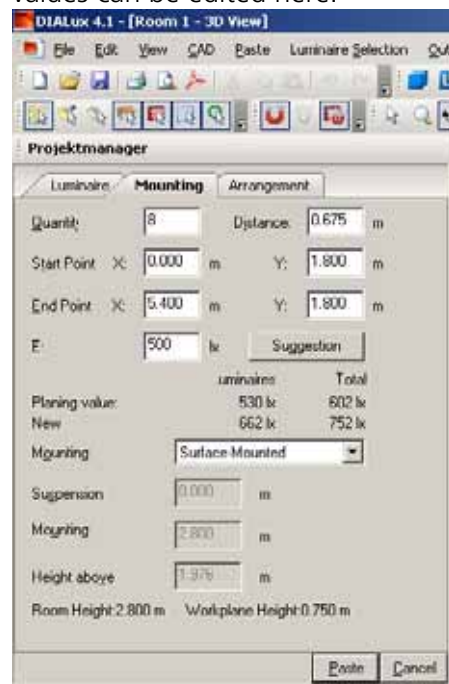 values can be edited here.
DIALux 4.1 - [Room 1 - 3D View]
File Edit View CAD Paste Luminaire Selection Out
Projektmanager
Luminaire Mounting Arrangement
Quantit; 8 Distance: 0.675 m
Start Point X: 0.000 m Y: 1.800 m
End Point X: 5.400 m Y: 1.800 m
E: 500 lx Suggestion
uminaires Total
Planing value: 530 lx 602 lx
New 662 lx 752 lx
Mounting Surface-Mounted
Suspension 0.000 m
Mounting 2.800 m
Height above 1.976 m
Room Height:2.800 m Workplane Height:0.750 m
Paste Cancel